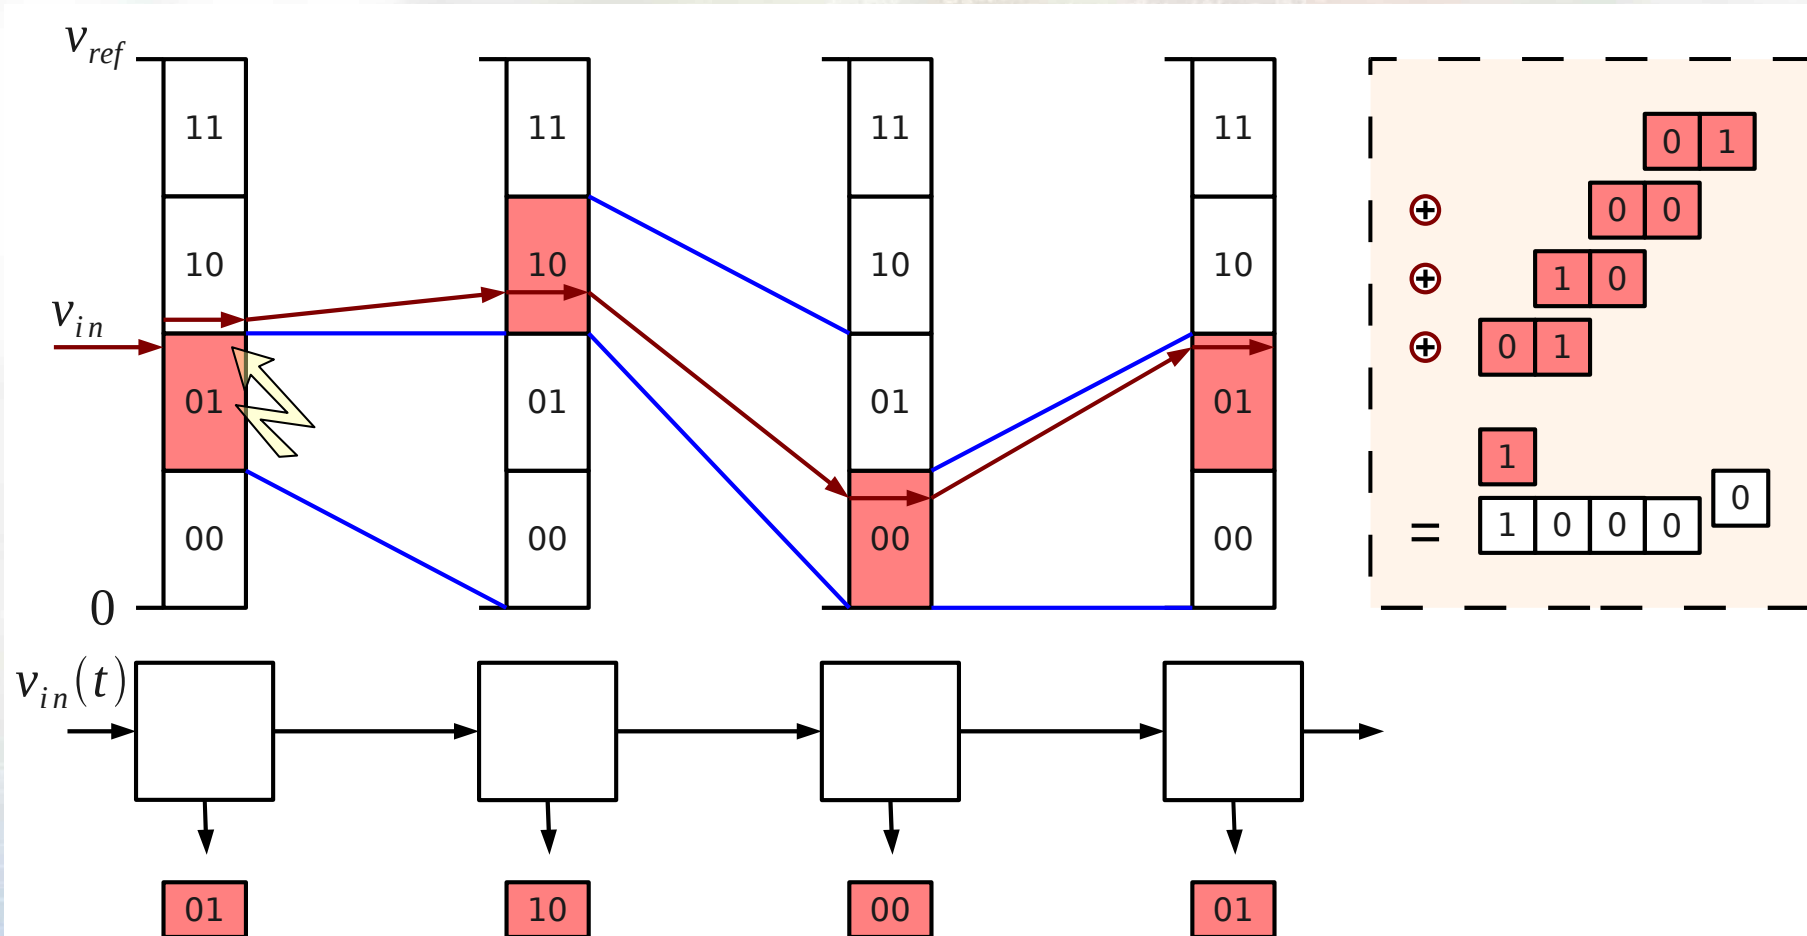 v_ref
11 11 11 11
0 1
0 0
10 10 10 10
1 0
v_in
0 1
01 01 01 01
1
0
1 0 0 0
=
00 00 00 00
0
v_in(t)
01 10 00 01